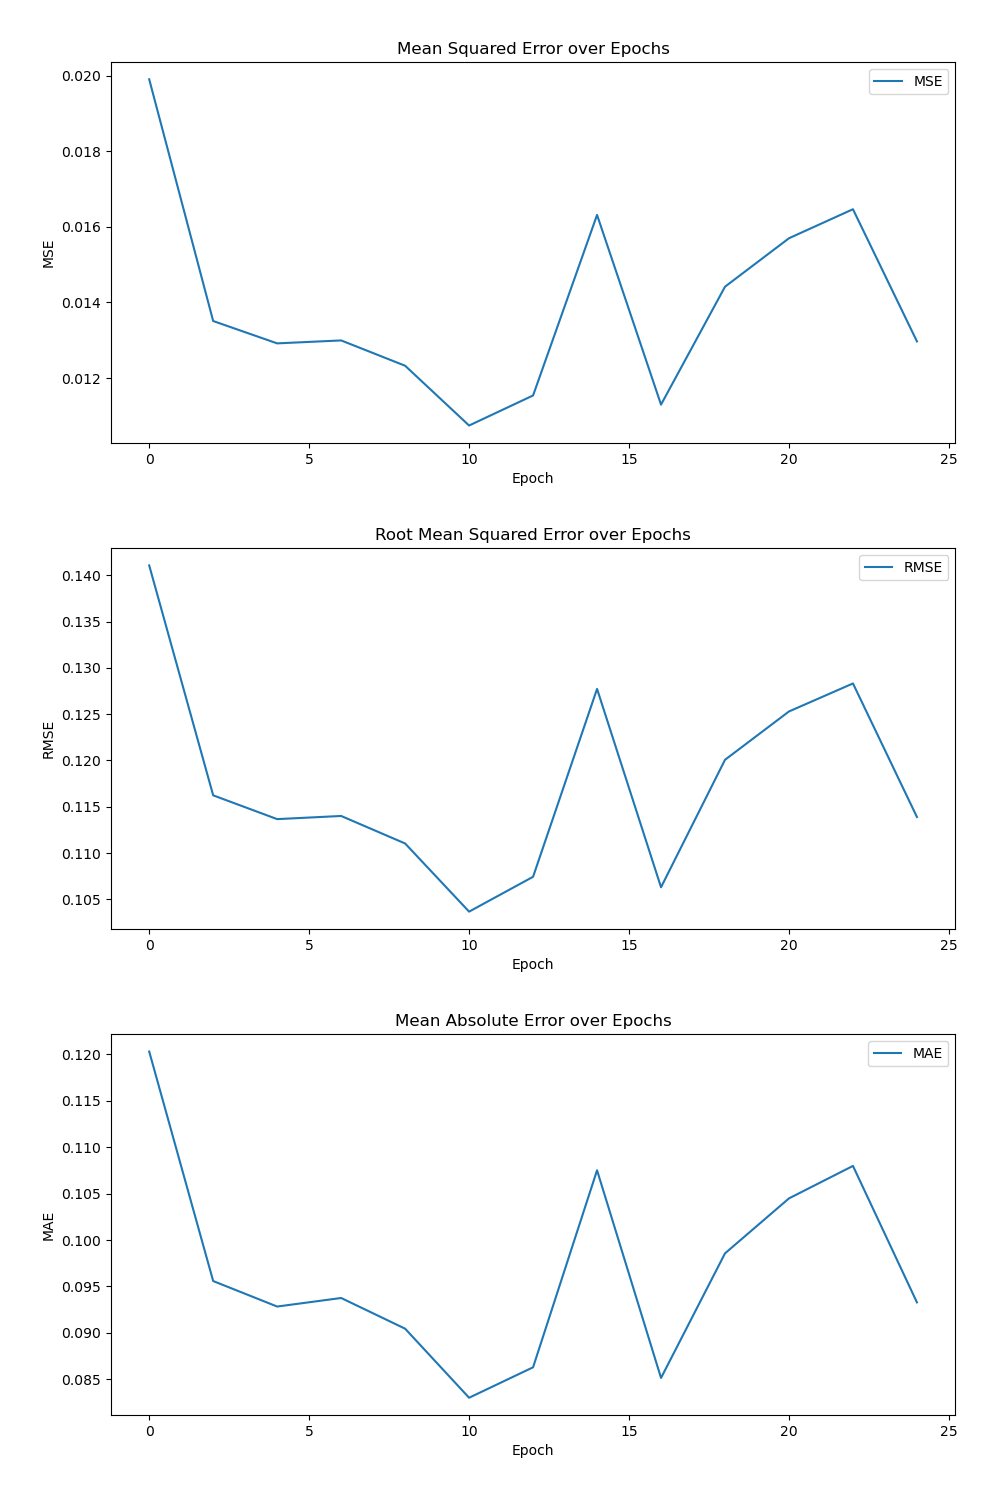 Mean Squared Error over Epochs
MSE
0.020
0.018
0.016
0.014
0.012
MSE
0 5 10 15 20 25
Epoch
Root Mean Squared Error over Epochs
RMSE
0.140
0.135
0.130
0.125
0.120
0.115
0.110
0.105
RMSE
0 5 10 15 20 25
Epoch
Mean Absolute Error over Epochs
MAE
0.120
0.115
0.110
0.105
0.100
0.095
0.090
0.085
MAE
0 5 10 15 20 25
Epoch